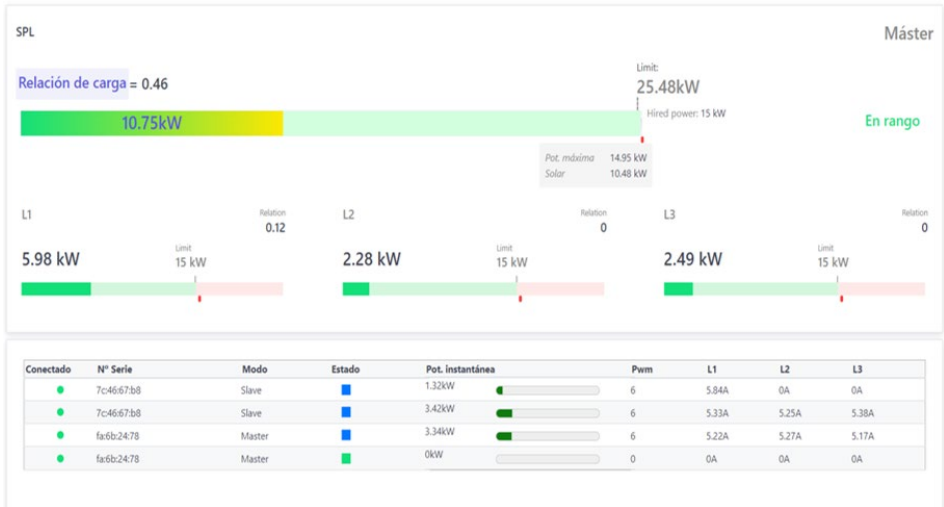 SPL
Máster
Relación de carga = 0.46
Limit:
25.48kW
Hired power: 15 kW
10.75kW
En rango
Pot. máxima 14.95 kW
Solar 10.48 kW
L1 Relation 0.12
5.98 kW Limit 15 kW
L2 Relation 0
2.28 kW Limit 15 kW
L3 Relation 0
2.49 kW Limit 15 kW
Conectado Nº Serie Modo Estado Pot. instantánea Pwm L1 L2 L3
7c:46:67:b8 Slave 1.32kW 6 5.84A 0A 0A
7c:46:67:b8 Slave 3.42kW 6 5.33A 5.25A 5.38A
fa:6b:24:78 Master 3.34kW 6 5.22A 5.27A 5.17A
fa:6b:24:78 Master 0kW 0 0A 0A 0A